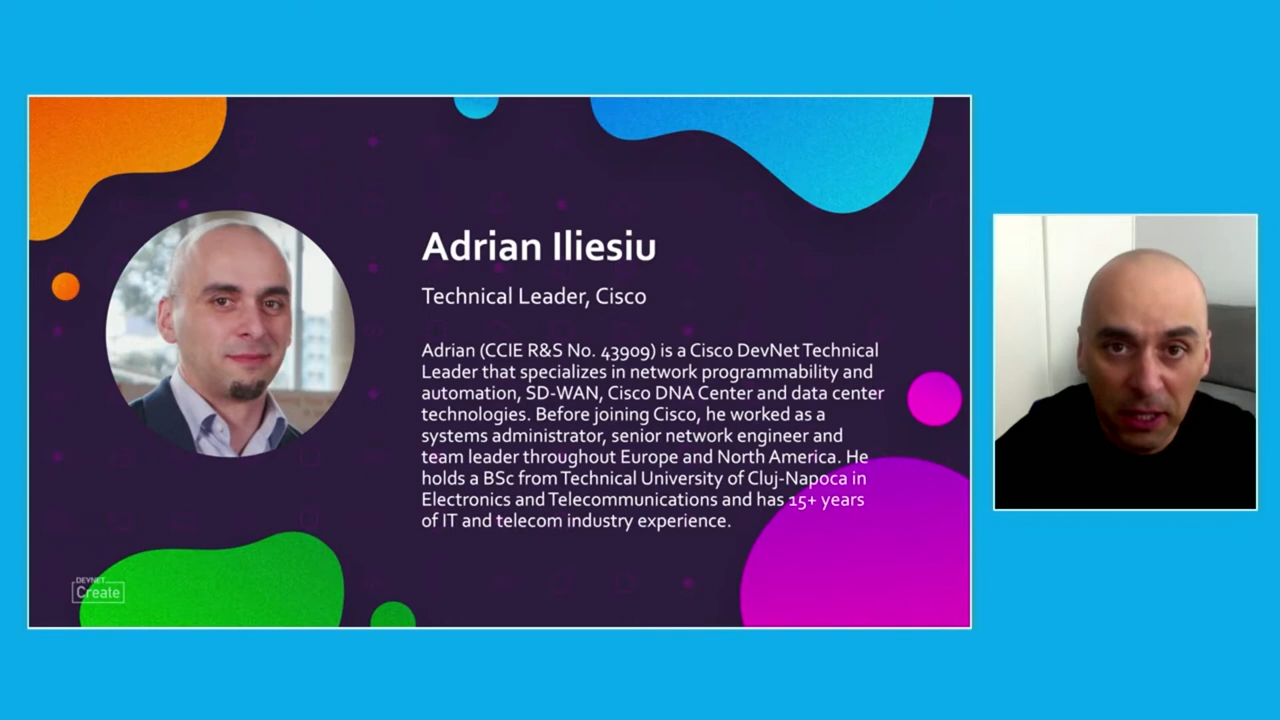 Adrian Iliesiu
Technical Leader, Cisco
Adrian (CCIE R&S No. 43909) is a Cisco DevNet Technical
Leader that specializes in network programmability and
automation, SD-WAN, Cisco DNA Center and data center
technologies. Before joining Cisco, he worked as a
systems administrator, senior network engineer and
team leader throughout Europe and North America. He
holds a BSc from Technical University of Cluj-Napoca in
Electronics and Telecommunications and has 15+ years
of IT and telecom industry experience.
DEVNET
Create